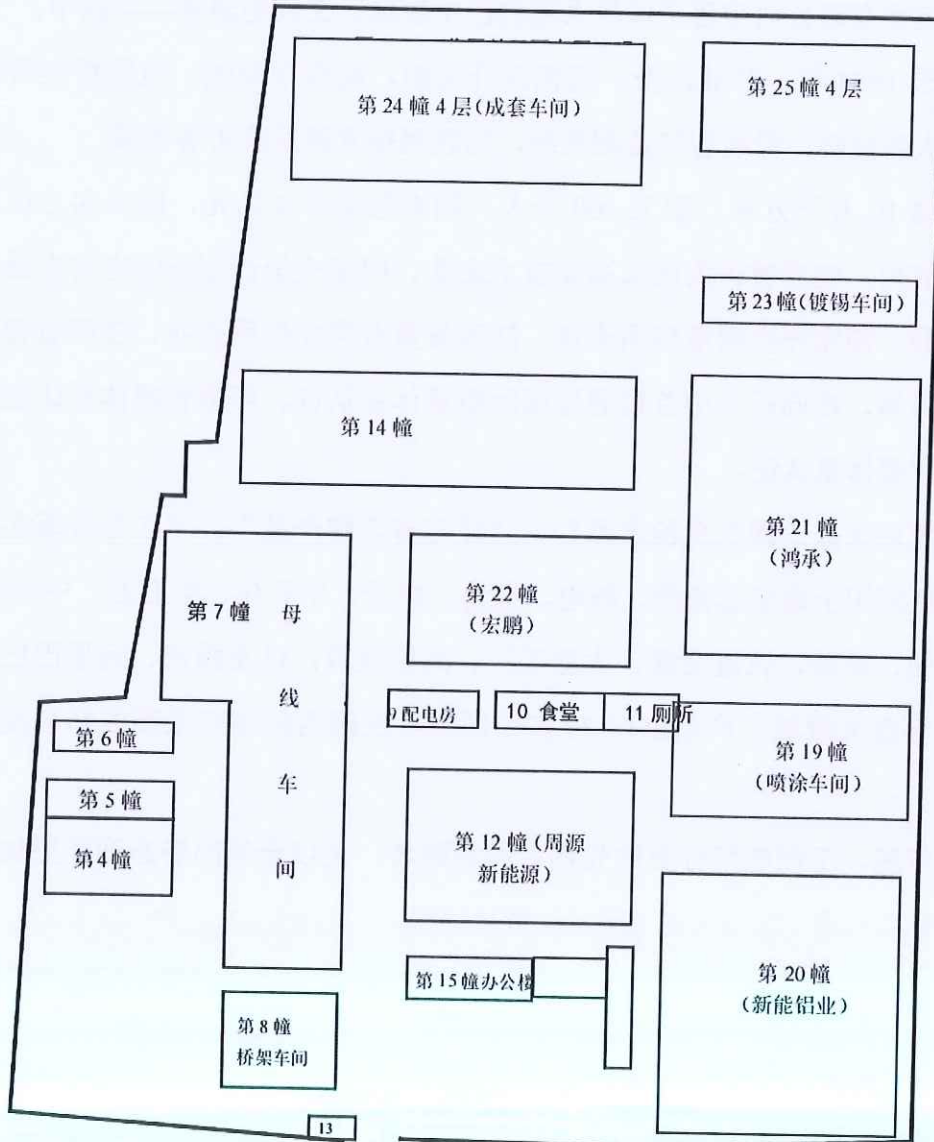 第 24 幢 4 层(成套车间)
第 25 幢 4 层
第 23 幢(镀锡车间)
第 14 幢
第 21 幢
(鸿承)
第 7 幢 母
线
车
间
第 22 幢
(宏鹏)
9 配电房
10 食堂
11 厕所
第 6 幢
第 19 幢
(喷涂车间)
第 5 幢
第 4 幢
第 12 幢 (周源
新能源)
第 15 幢办公楼
第 20 幢
(新能铝业)
第 8 幢
桥架车间
13